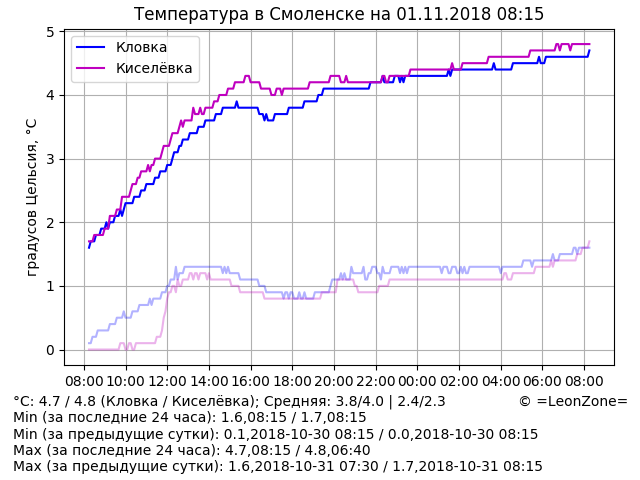 Температура в Смоленске на 01.11.2018 08:15
Кловка
Киселёвка
градусов Цельсия, °C
5
4
3
2
1
0
08:00 10:00 12:00 14:00 16:00 18:00 20:00 22:00 00:00 02:00 04:00 06:00 08:00
°C: 4.7 / 4.8 (Кловка / Киселёвка); Средняя: 3.8/4.0 | 2.4/2.3 © =LeonZone=
Min (за последние 24 часа): 1.6,08:15 / 1.7,08:15
Min (за предыдущие сутки): 0.1,2018-10-30 08:15 / 0.0,2018-10-30 08:15
Max (за последние 24 часа): 4.7,08:15 / 4.8,06:40
Max (за предыдущие сутки): 1.6,2018-10-31 07:30 / 1.7,2018-10-31 08:15